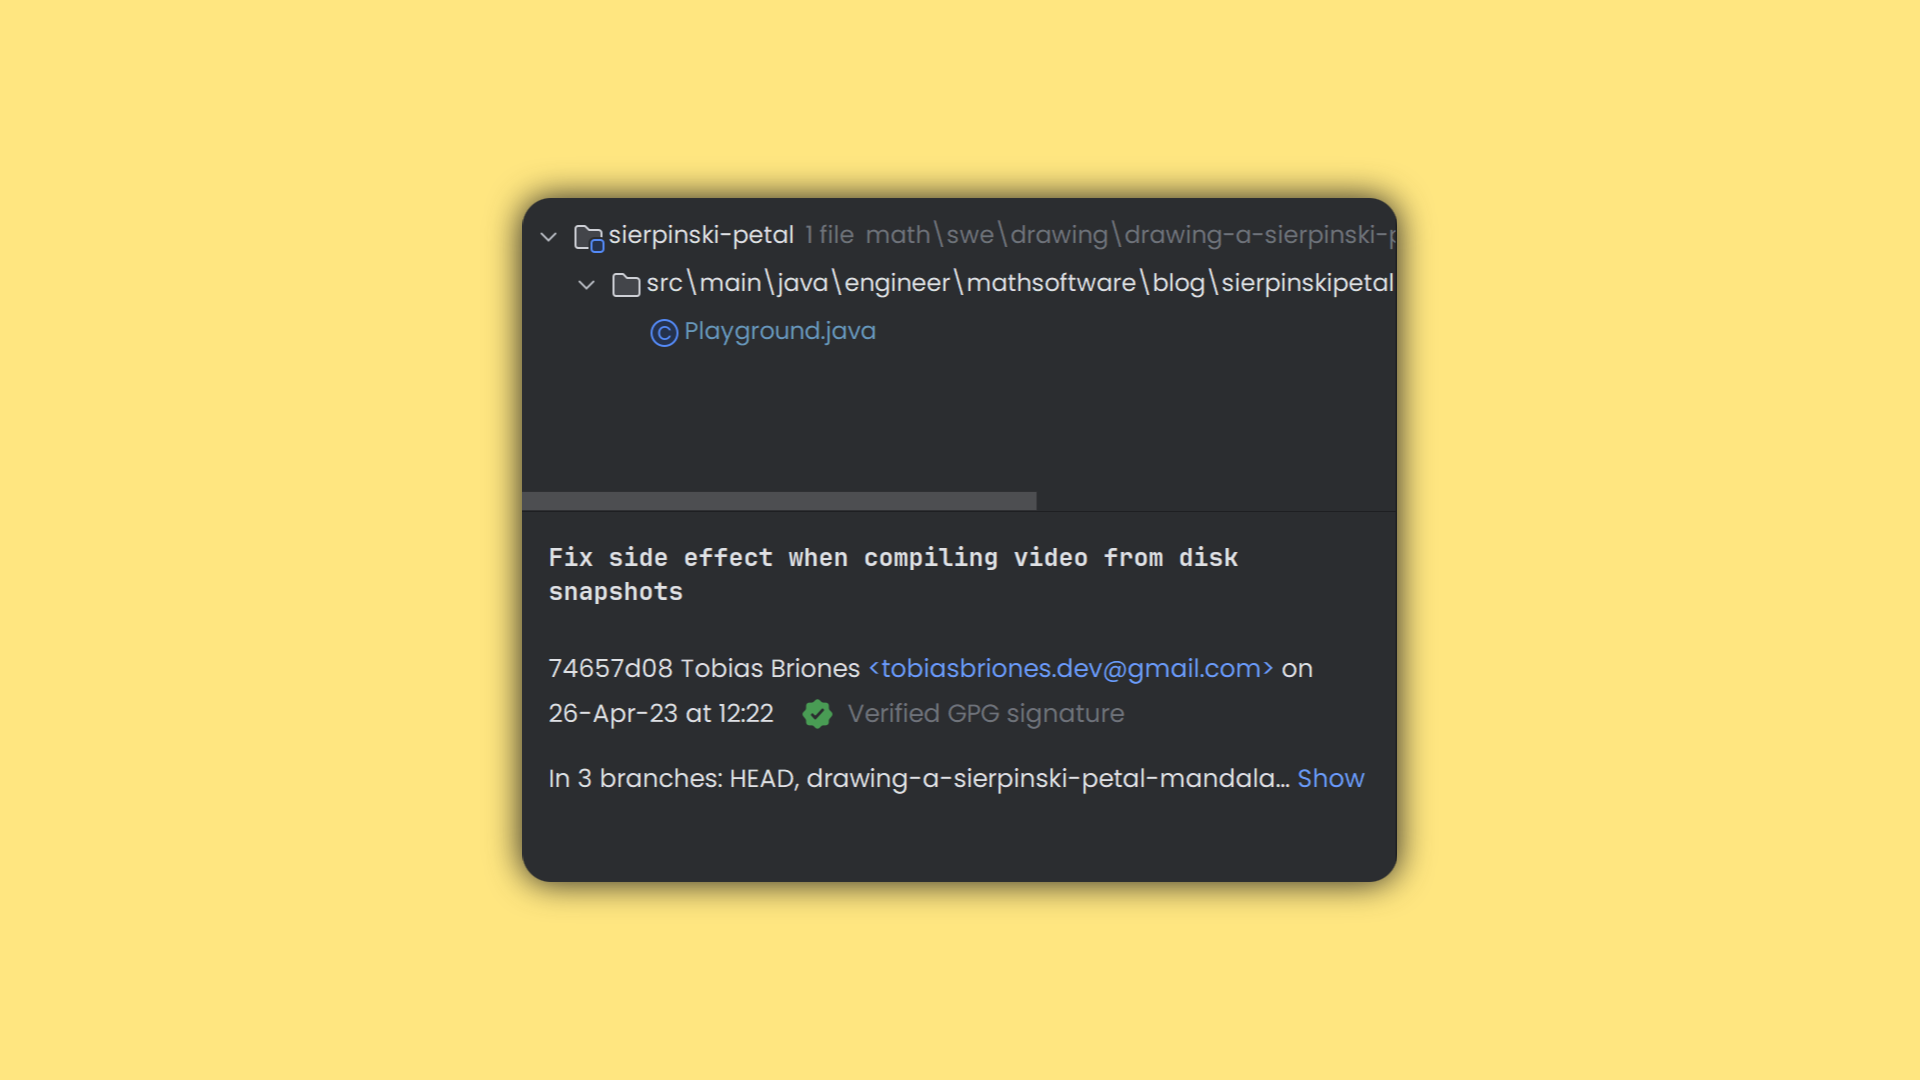 sierpinski-petal 1 file math\swe\drawing\drawing-a-sierpinski-p
src\main\java\engineer\mathsoftware\blog\sierpinskipetal
C Playground.java
Fix side effect when compiling video from disk
snapshots
74657d08 Tobias Briones <tobiasbriones.dev@gmail.com> on
26-Apr-23 at 12:22 Verified GPG signature
In 3 branches: HEAD, drawing-a-sierpinski-petal-mandala... Show